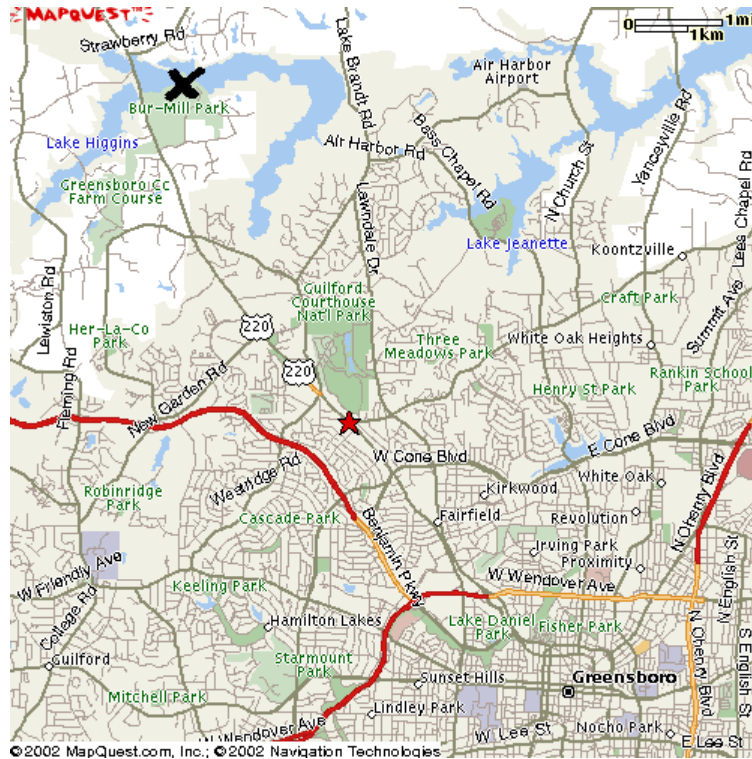 MAPQUEST
TM
Strawberry Rd
Lake Brandt Rd
0
1mi
1km
Air Harbor
Airport
Bur-Mill Park
Lake Higgins
Air Harbor Rd
Bass Chapel Rd
N Church St
Yanceyville Rd
Lees Chapel Rd
Greensboro Cc
Farm Course
Lawndale Dr
Lake Jeanette
Koontzville
Lewiston Rd
Guilford
Courthouse
Nat'l Park
Craft Park
Summit Ave
220
Her-La-Co
Park
Three
Meadows Park
White Oak Heights
220
Rankin School
Park
Fleming Rd
New Garden Rd
Henry St Park
E Cone Blvd
W Cone Blvd
Westridge Rd
Robinridge
Park
Kirkwood
White Oak
N Oherry Blvd
Cascade Park
Benjamin Pkwy
Fairfield
Revolution
Irving Park
Proximity
W Friendly Ave
Keeling Park
W Wendover Ave
N English St
College Rd
Hamilton Lakes
Lake Daniel
Park
Fisher Park
N Oherry Blvd
S E English St
Guilford
Starmount
Park
Sunset Hills
Greensboro
Mitchell Park
Lindley Park
W Wendover Ave
W Lee St
Nocho Park
E Lee St
©2002 MapQuest.com, Inc.; ©2002 Navigation Technologies